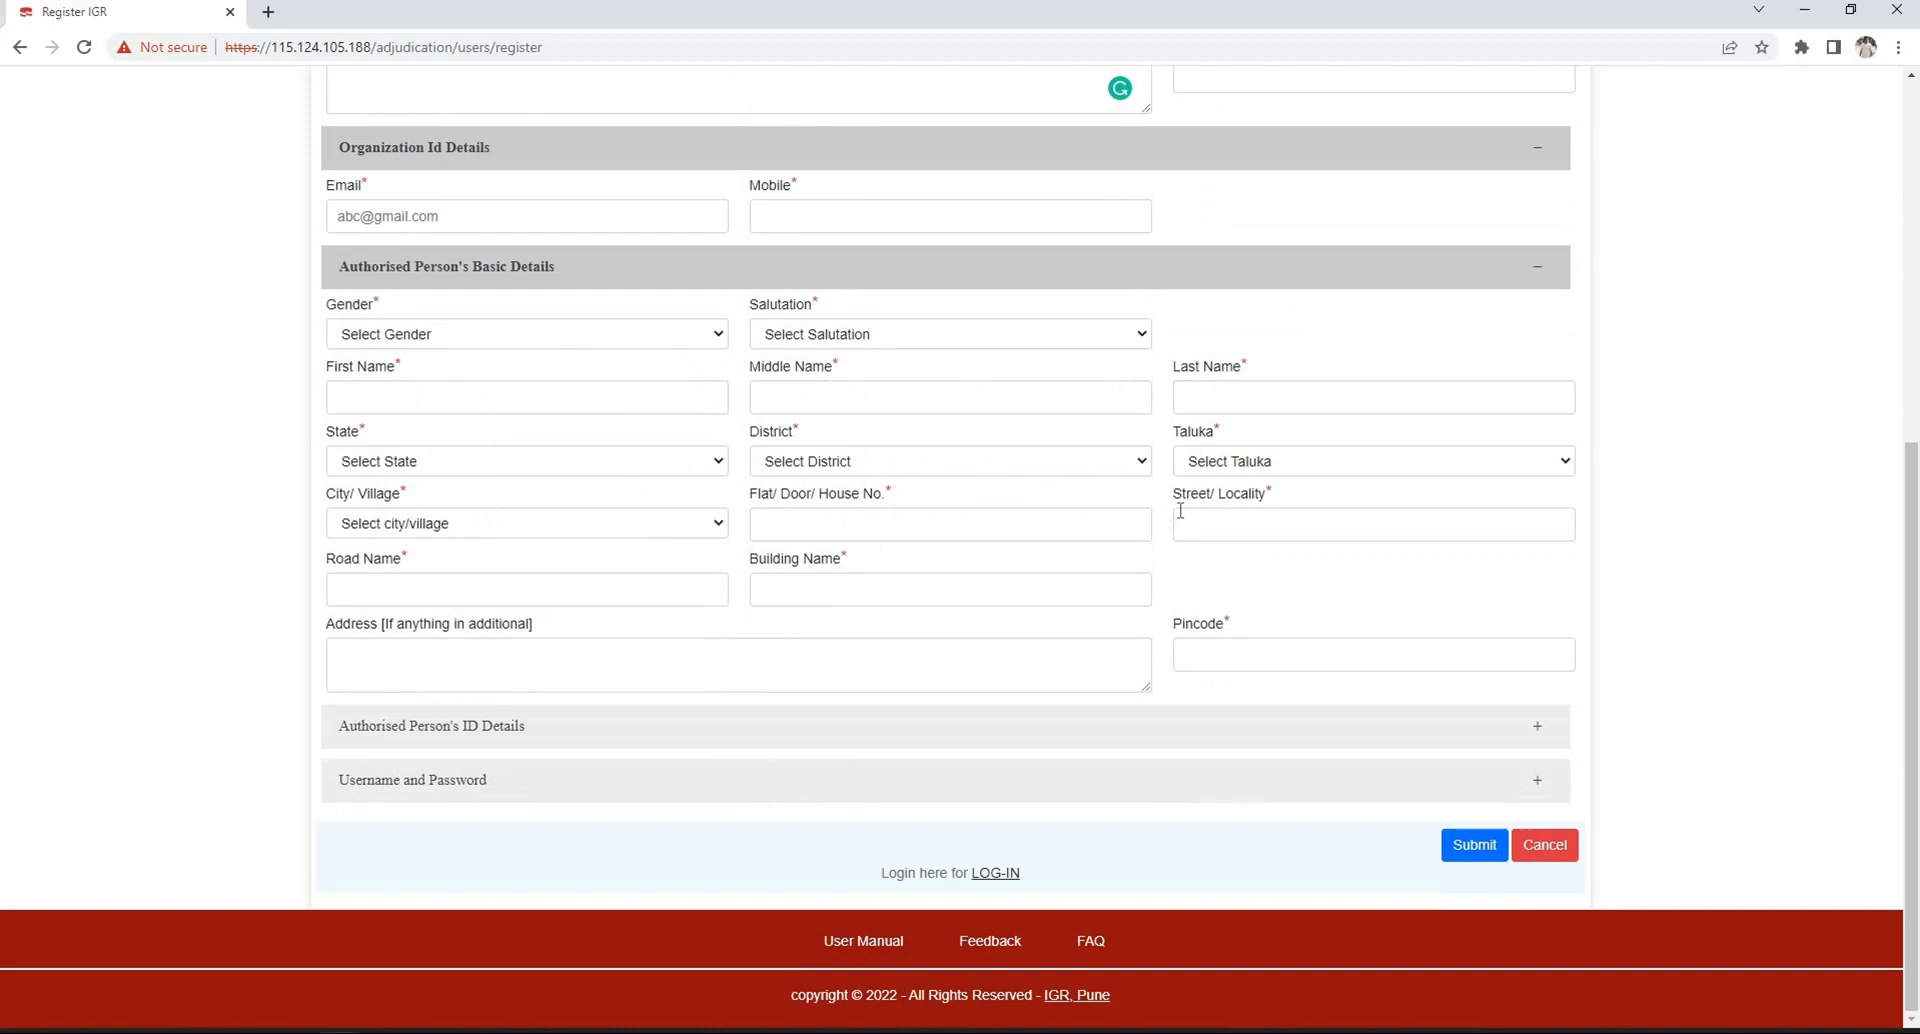 Register IGR
Not secure https://115.124.105.188/adjudication/users/register
Organization Id Details −
Email* Mobile*
abc@gmail.com
Authorised Person's Basic Details −
Gender* Salutation*
Select Gender Select Salutation
First Name* Middle Name* Last Name*
State* District* Taluka*
Select State Select District Select Taluka
City/ Village* Flat/ Door/ House No.* Street/ Locality*
Select city/village
Road Name* Building Name*
Address [If anything in additional] Pincode*
Authorised Person's ID Details +
Username and Password +
Submit Cancel
Login here for LOG-IN
User Manual Feedback FAQ
copyright © 2022 - All Rights Reserved - IGR, Pune